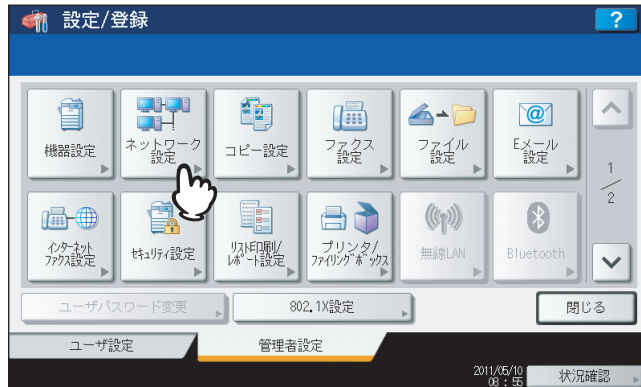 設定/登録
?
機器設定
ネットワーク
設定
コピー設定
ファクス
設定
ファイル
設定
Eメール
設定
1
2
インターネット
ファクス設定
セキュリティ設定
リスト印刷/
レポート設定
プリンタ/
ファイリングボックス
無線LAN
Bluetooth
ユーザパスワード変更
802.1X設定
閉じる
ユーザ設定
管理者設定
2011/05/10
08:55
状況確認